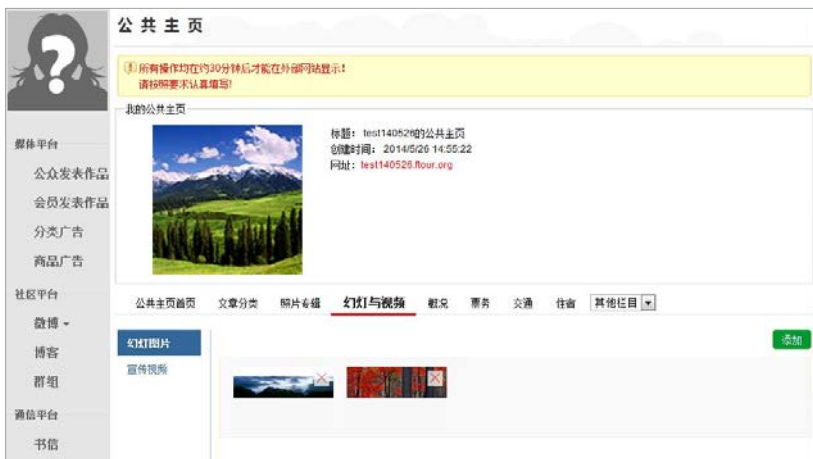 公共主页
所有操作均在约30分钟后才能在外部网站显示!
请按照要求认真填写!
我的公共主页
标题: test140526的公共主页
创建时间: 2014/5/26 14:55:22
网址: test140526.ftour.org
媒体平台
公众发表作品
会员发表作品
分类广告
商品广告
社区平台
微博
博客
群组
通信平台
书信
公共主页首页 文章分类 照片专辑 幻灯与视频 概况 票务 交通 住宿 其他栏目
幻灯图片
宣传视频
添加